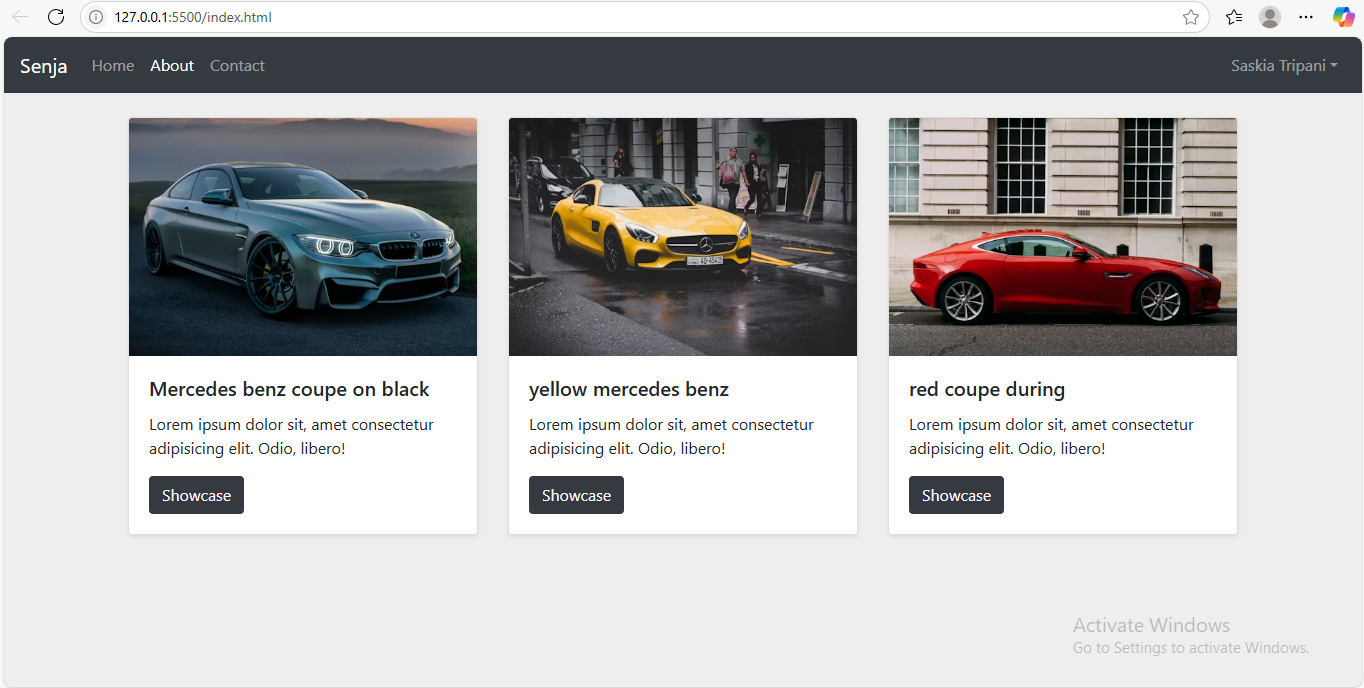 127.0.0.1:5500/index.html
Senja Home About Contact Saskia Tripani
Mercedes benz coupe on black
Lorem ipsum dolor sit, amet consectetur
adipisicing elit. Odio, libero!
Showcase
yellow mercedes benz
Lorem ipsum dolor sit, amet consectetur
adipisicing elit. Odio, libero!
Showcase
red coupe during
Lorem ipsum dolor sit, amet consectetur
adipisicing elit. Odio, libero!
Showcase
Activate Windows
Go to Settings to activate Windows.